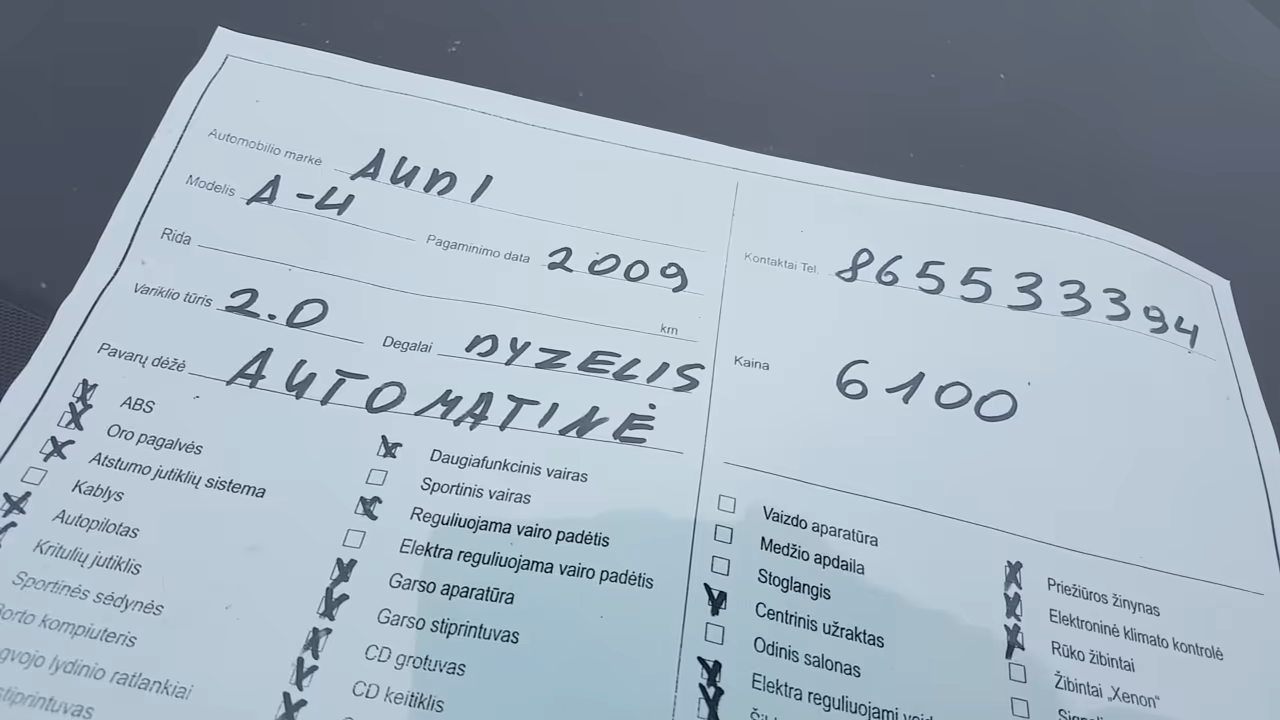 Automobilio markė AUDI
Modelis A-4
Pagaminimo data 2009
Rida km
Variklio tūris 2.0
Degalai DYZELIS
Pavarų dėžė AUTOMATINĖ
ABS
Oro pagalvės
Atstumo jutiklių sistema
Kablys
Autopilotas
Kritulių jutiklis
Sportinės sėdynės
Borto kompiuteris
lydinio ratlankiai
Daugiafunkcinis vairas
Sportinis vairas
Reguliuojama vairo padėtis
Elektra reguliuojama vairo padėtis
Garso aparatūra
Garso stiprintuvas
CD grotuvas
CD keitiklis
Kontaktai Tel. 865533394
Kaina 6100
Vaizdo aparatūra
Medžio apdaila
Stoglangis
Centrinis užraktas
Odinis salonas
Elektra reguliuojami
Priežiūros žinynas
Elektroninė klimato kontrolė
Rūko žibintai
Žibintai „Xenon"